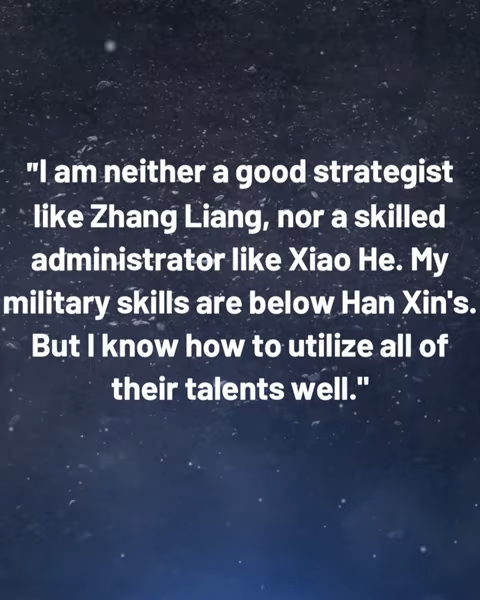 "I am neither a good strategist
like Zhang Liang, nor a skilled
administrator like Xiao He. My
military skills are below Han Xin's.
But I know how to utilize all of
their talents well."